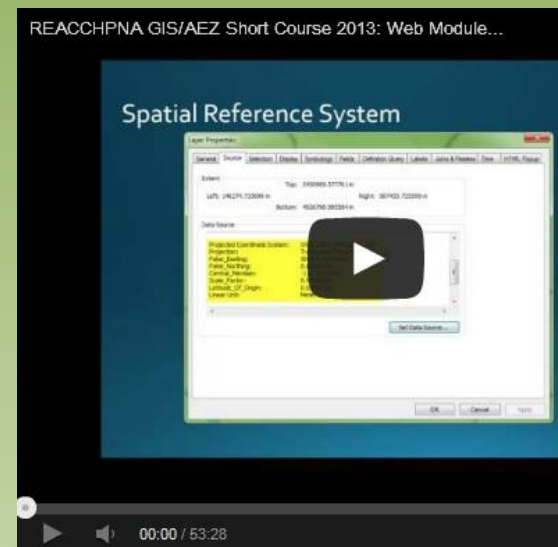 REACCHPNA GIS/AEZ Short Course 2013: Web Module...
Spatial Reference System
Layer Properties
General Source Selection Display Symbology Fields Definition Query Labels Joins & Relates Time HTML Popup
Extent
Top:
Left: Right:
Bottom:
Data Source
Projected Coordinate System:
Projection:
False_Easting:
False_Northing:
Central_Meridian:
Scale_Factor:
Latitude_Of_Origin:
Linear Unit:
Set Data Source...
OK Cancel Apply
00:00 / 53:28